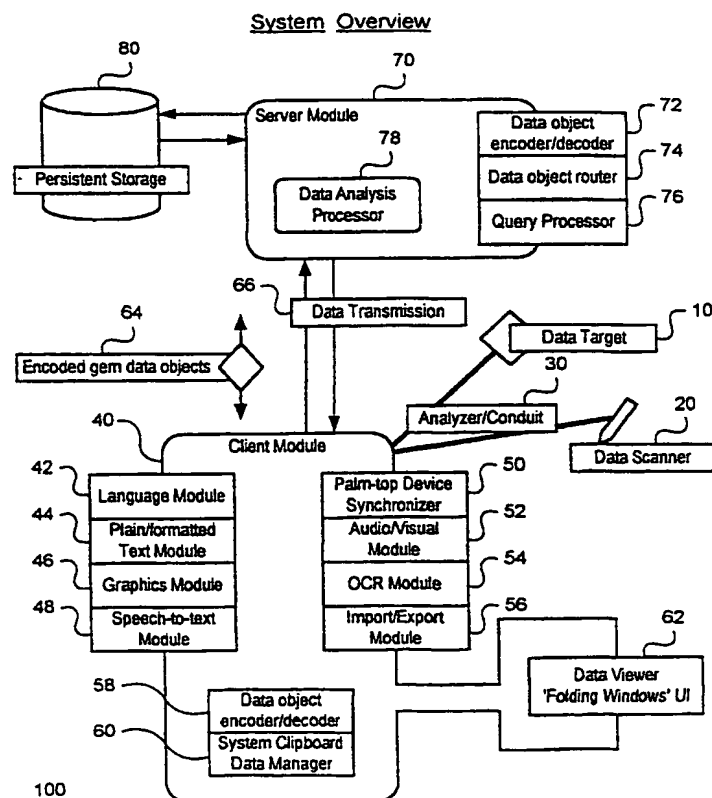 System Overview
80
70
Server Module
72
Data object
encoder/decoder
78
74
Persistent Storage
Data Analysis
Processor
Data object router
76
Query Processor
66
64
Data Transmission
10
Data Target
Encoded gem data objects
30
Analyzer/Conduit
20
40
Client Module
Data Scanner
42
Language Module
50
Palm-top Device
Synchronizer
44
Plain/formatted
Text Module
52
Audio/Visual
Module
46
Graphics Module
54
OCR Module
48
Speech-to-text
Module
56
Import/Export
Module
62
Data Viewer
'Folding Windows' UI
58
Data object
encoder/decoder
60
System Clipboard
Data Manager
100